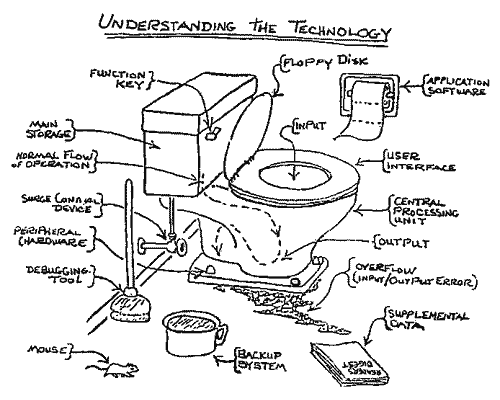 UNDERSTANDING THE TECHNOLOGY
FUNCTION
KEY
FLOPPY DISK
APPLICATION
SOFTWARE
MAIN
STORAGE
INPUT
NORMAL FLOW
OF OPERATION
USER
INTERFACE
SURGE CONTROL
DEVICE
CENTRAL
PROCESSING
UNIT
PERIPHERAL
HARDWARE
OUTPUT
DEBUGGING
TOOL
OVERFLOW
(INPUT/OUTPUT ERROR)
SUPPLEMENTAL
DATA
MOUSE
BACKUP
SYSTEM
READERS
DIGEST